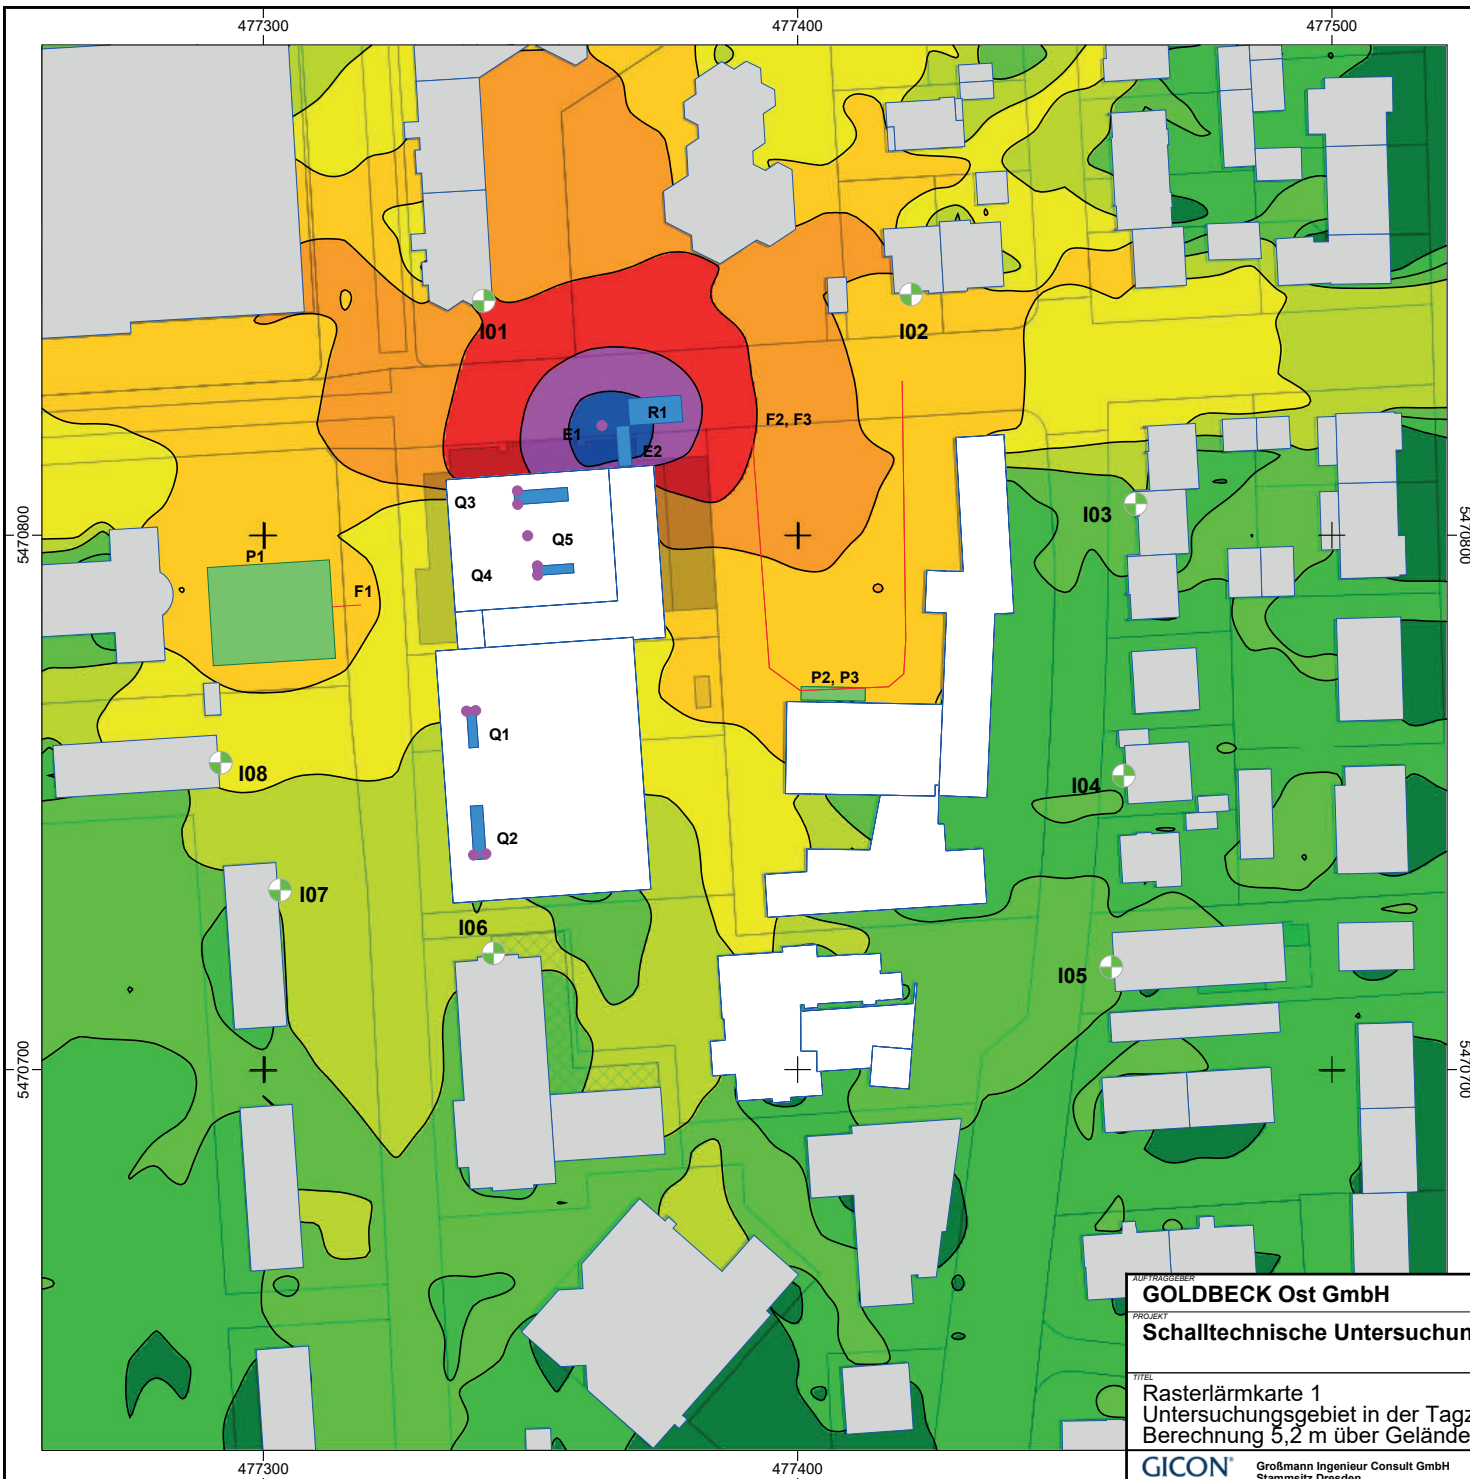 477300
477400
477500
I01
I02
R1
F2, F3
E1
E2
Q3
I03
5470800
5470800
Q5
P1
Q4
F1
P2, P3
Q1
I08
I04
Q2
I07
I06
I05
5470700
5470700
AUFTRAGGEBER
GOLDBECK Ost GmbH
PROJEKT
Schalltechnische
TITEL
Rasterlärmkarte 1
Untersuchungsgebiet in der
Berechnung 5,2 m über Gelände
GICON®
Großmann Ingenieur Consult GmbH
Stammsitz Dresden
477300
477400